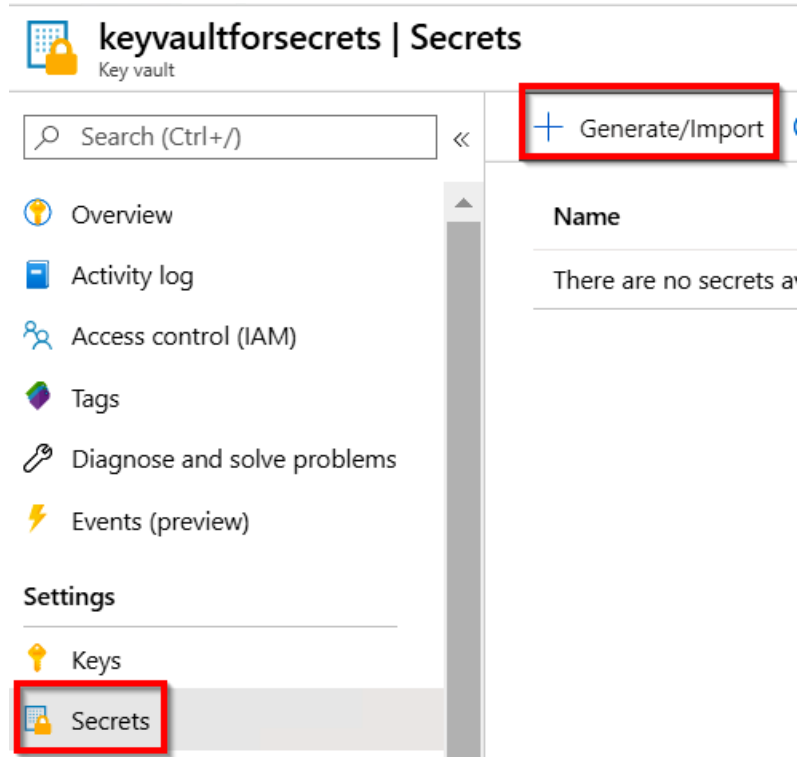 keyvaultforsecrets | Secrets
Key vault
Search (Ctrl+/)
«
Overview
Activity log
Access control (IAM)
Tags
Diagnose and solve problems
Events (preview)
Settings
Keys
Secrets
+ Generate/Import
Name
There are no secrets